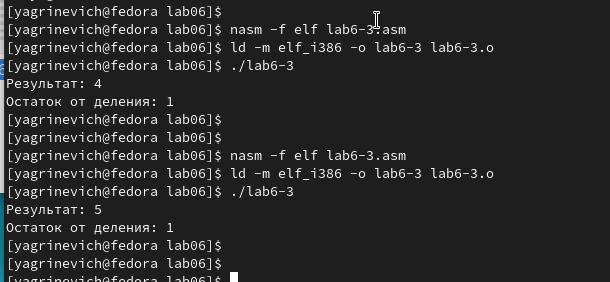 [yagrinevich@fedora lab06]$
[yagrinevich@fedora lab06]$ nasm -f elf lab6-3.asm
[yagrinevich@fedora lab06]$ ld -m elf_i386 -o lab6-3 lab6-3.o
[yagrinevich@fedora lab06]$ ./lab6-3
Результат: 4
Остаток от деления: 1
[yagrinevich@fedora lab06]$
[yagrinevich@fedora lab06]$
[yagrinevich@fedora lab06]$ nasm -f elf lab6-3.asm
[yagrinevich@fedora lab06]$ ld -m elf_i386 -o lab6-3 lab6-3.o
[yagrinevich@fedora lab06]$ ./lab6-3
Результат: 5
Остаток от деления: 1
[yagrinevich@fedora lab06]$
[yagrinevich@fedora lab06]$
[yagrinevich@fedora lab06]$